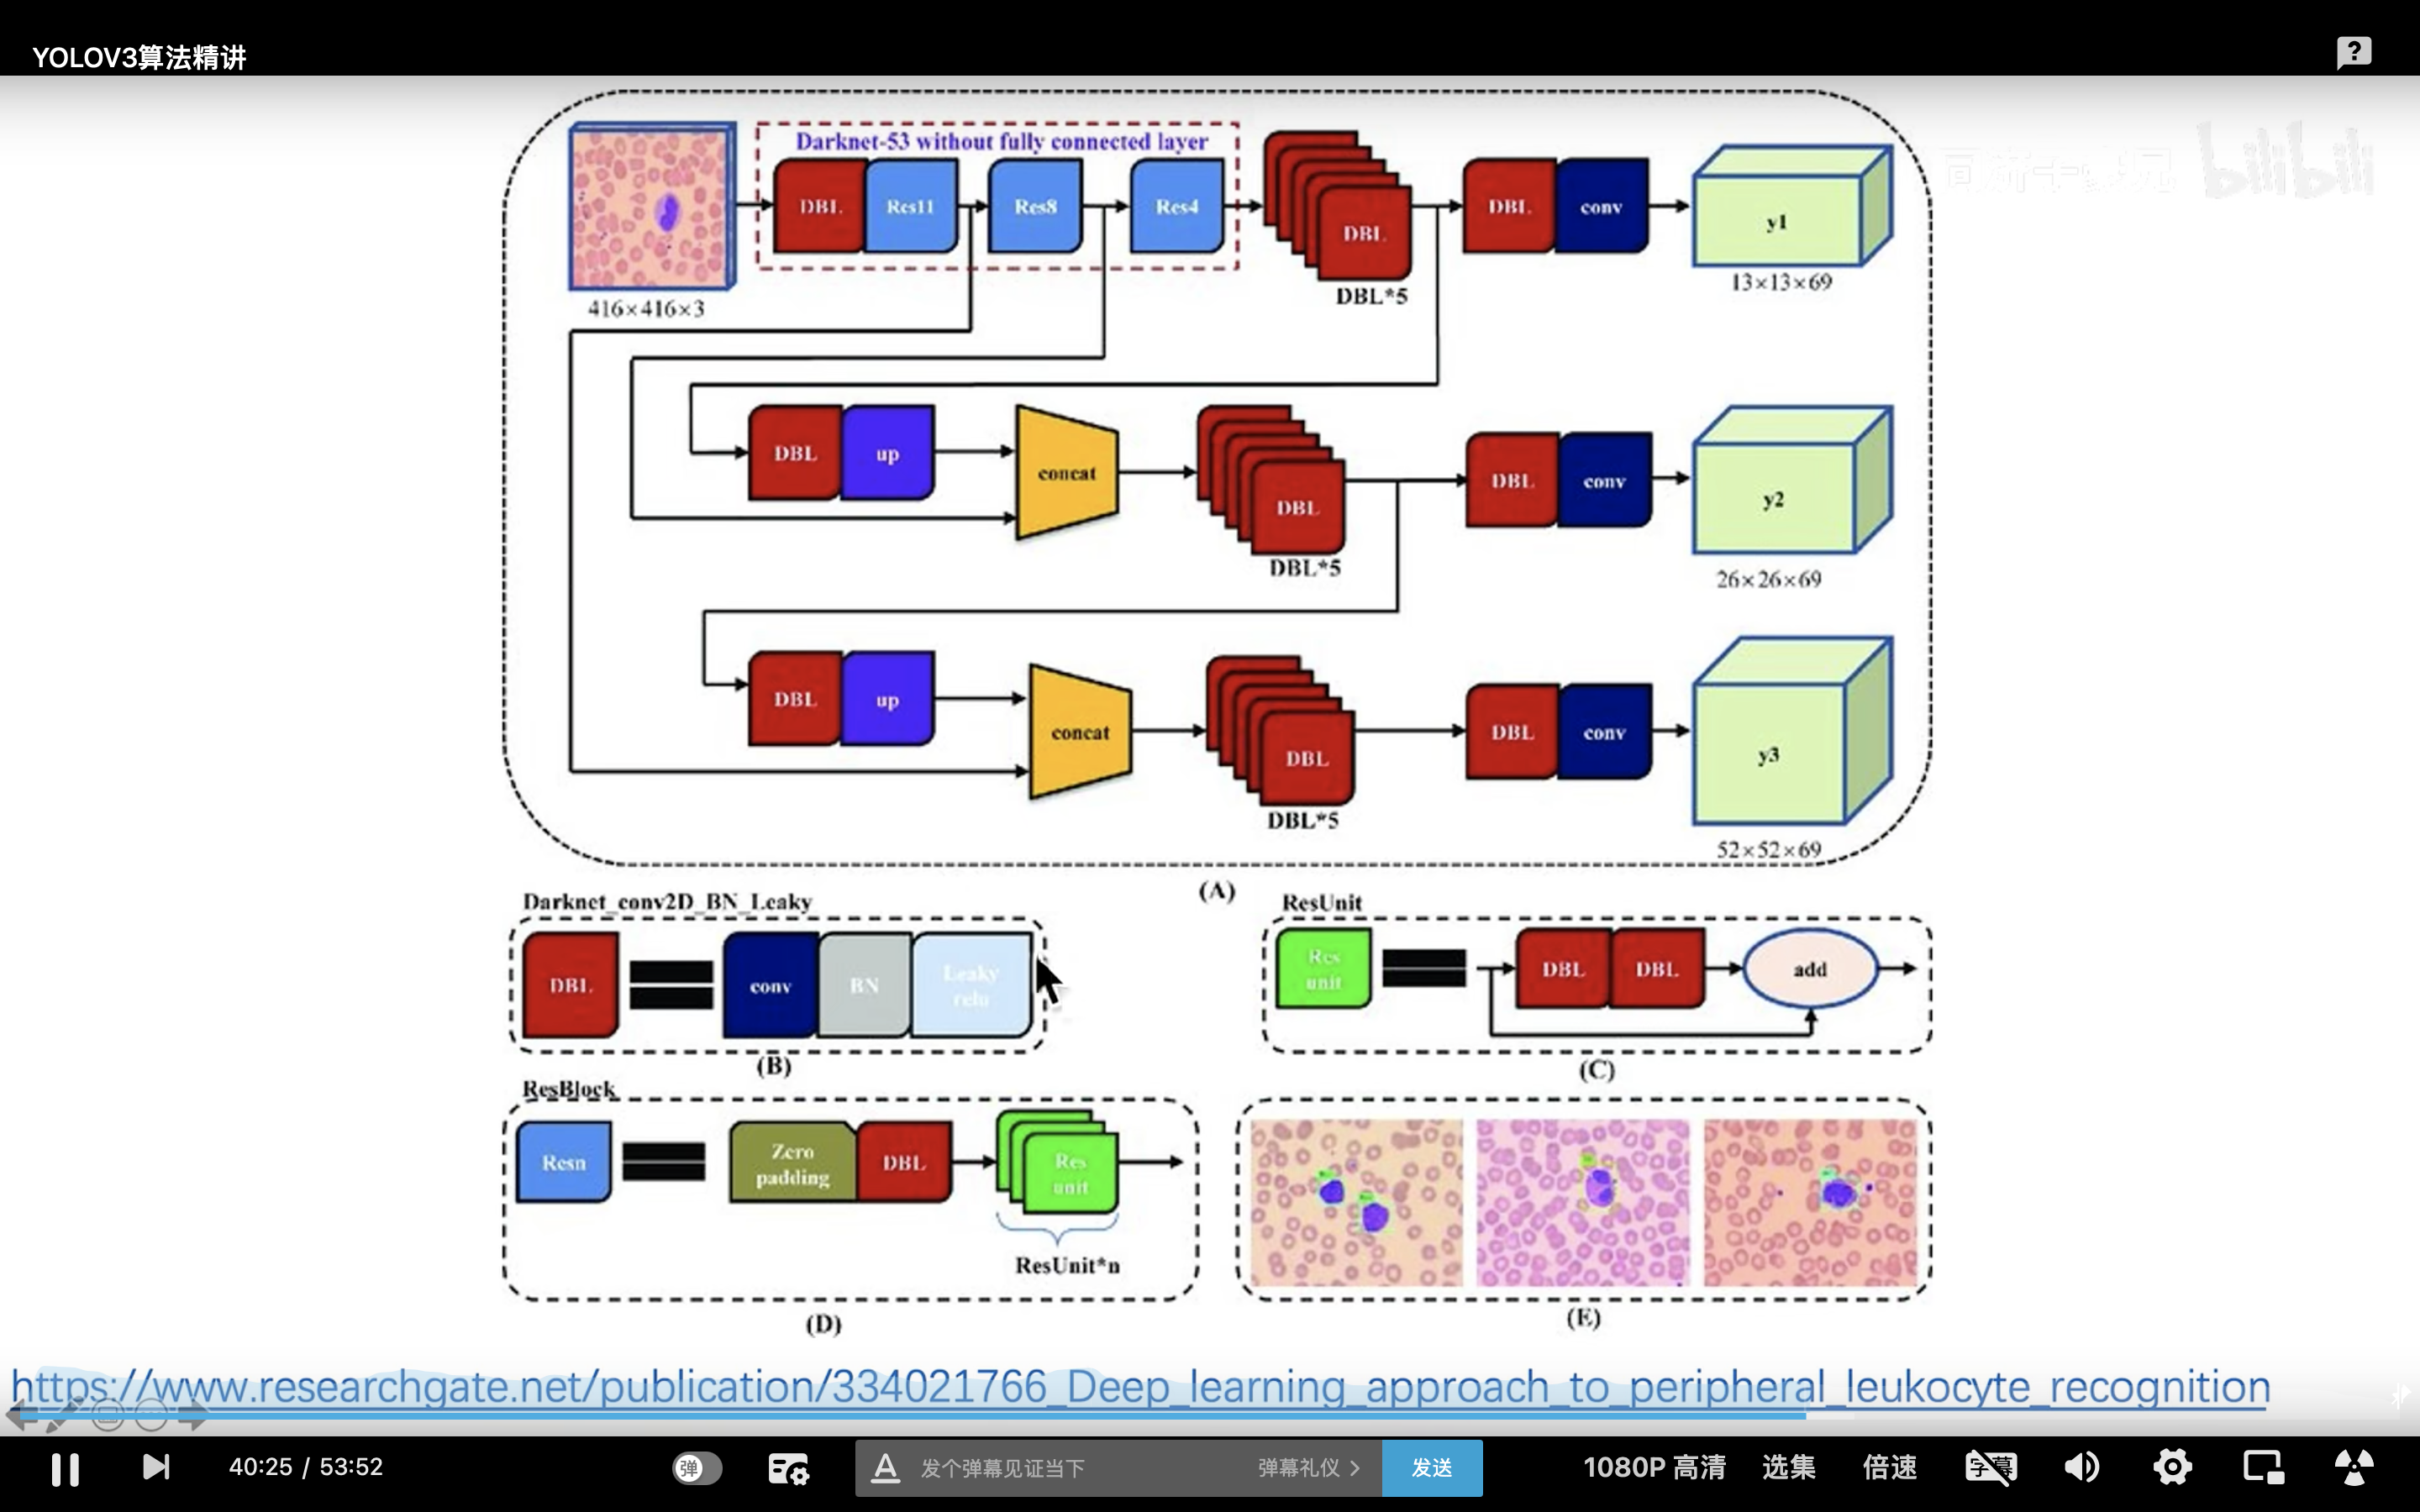 YOLOV3算法精讲
?
bilibili
Darknet-53 without fully connected layer
DBL Res11 Res8 Res4 DBL DBL conv y1
416×416×3
DBL*5
13×13×69
DBL up concat DBL DBL conv y2
DBL*5
26×26×69
DBL up concat DBL DBL conv y3
DBL*5
52×52×69
(A)
Darknet_conv2D_BN_Leaky
DBL conv BN Leaky relu
(B)
ResUnit
Res unit DBL DBL add
(C)
ResBlock
Resn Zero padding DBL Res unit
ResUnit*n
(D)
(E)
https://www.researchgate.net/publication/334021766_Deep_learning_approach_to_peripheral_leukocyte_recognition
40:25 / 53:52 弹 A 发个弹幕见证当下 弹幕礼仪 > 发送 1080P 高清 选集 倍速 字幕